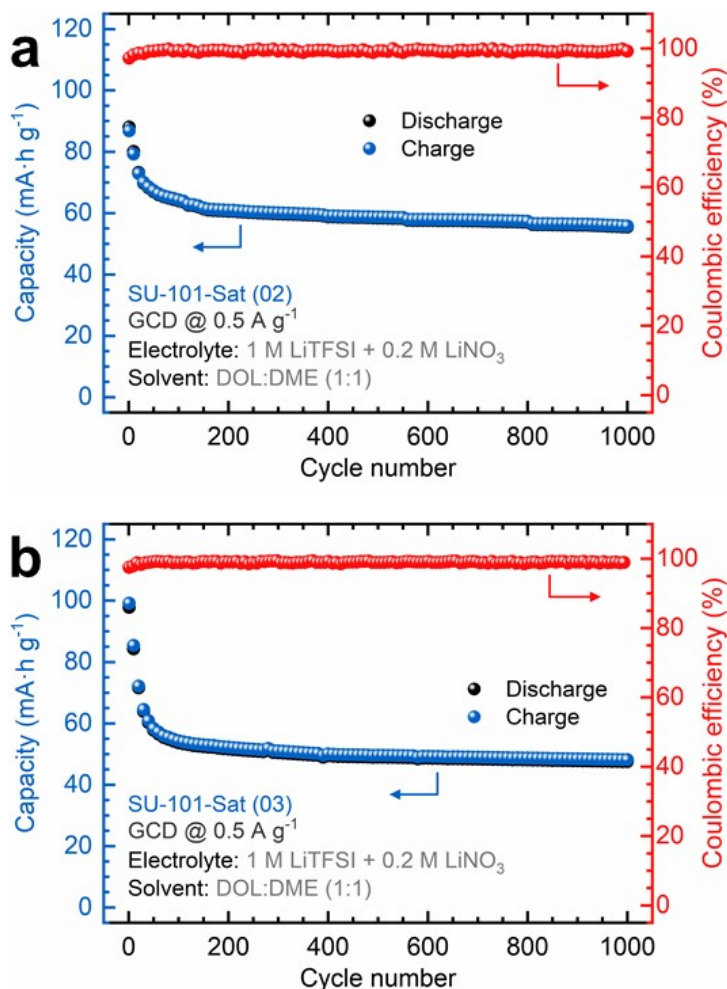 a
Capacity (mA·h g⁻¹)
120
100
80
60
40
20
0
Discharge
Charge
SU-101-Sat (02)
GCD @ 0.5 A g⁻¹
Electrolyte: 1 M LiTFSI + 0.2 M LiNO₃
Solvent: DOL:DME (1:1)
0 200 400 600 800 1000
Cycle number
100
80
60
40
20
0
Coulombic efficiency (%)
b
Capacity (mA·h g⁻¹)
120
100
80
60
40
20
0
Discharge
Charge
SU-101-Sat (03)
GCD @ 0.5 A g⁻¹
Electrolyte: 1 M LiTFSI + 0.2 M LiNO₃
Solvent: DOL:DME (1:1)
0 200 400 600 800 1000
Cycle number
100
80
60
40
20
0
Coulombic efficiency (%)